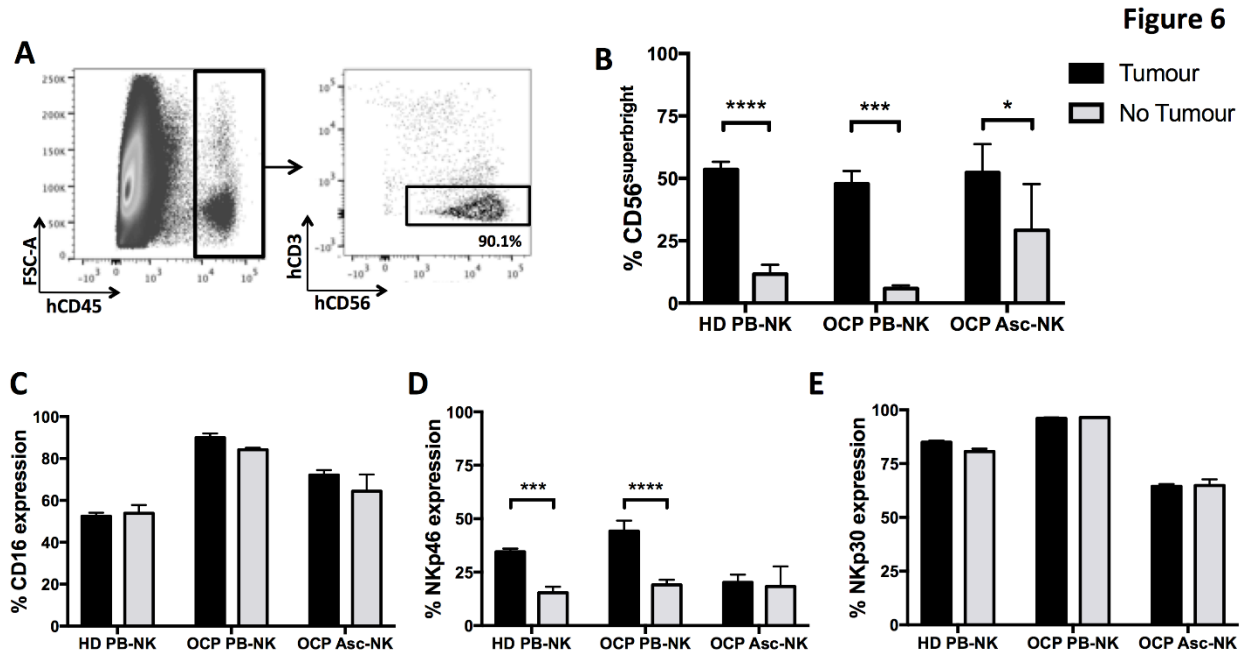 Figure 6
A
250K
200K
150K
100K
50K
0
FSC-A
-10³ 0 10³ 10⁴ 10⁵
hCD45
10⁵
10⁴
10³
0
-10³
hCD3
90.1%
-10³ 0 10³ 10⁴ 10⁵
hCD56
B
% CD56superbright
100
75
50
25
0
****
***
*
HD PB-NK OCP PB-NK OCP Asc-NK
Tumour
No Tumour
C
% CD16 expression
100
80
60
40
20
0
HD PB-NK OCP PB-NK OCP Asc-NK
D
% NKp46 expression
100
75
50
25
0
***
****
HD PB-NK OCP PB-NK OCP Asc-NK
E
% NKp30 expression
100
75
50
25
0
HD PB-NK OCP PB-NK OCP Asc-NK